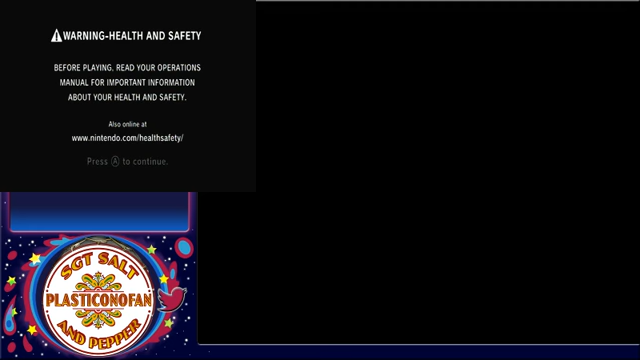 WARNING-HEALTH AND SAFETY
BEFORE PLAYING, READ YOUR OPERATIONS
MANUAL FOR IMPORTANT INFORMATION
ABOUT YOUR HEALTH AND SAFETY.
Also online at
www.nintendo.com/healthsafety/
Press A to continue.
SGT SALT
PLASTICONOFAN
AND PEPPER